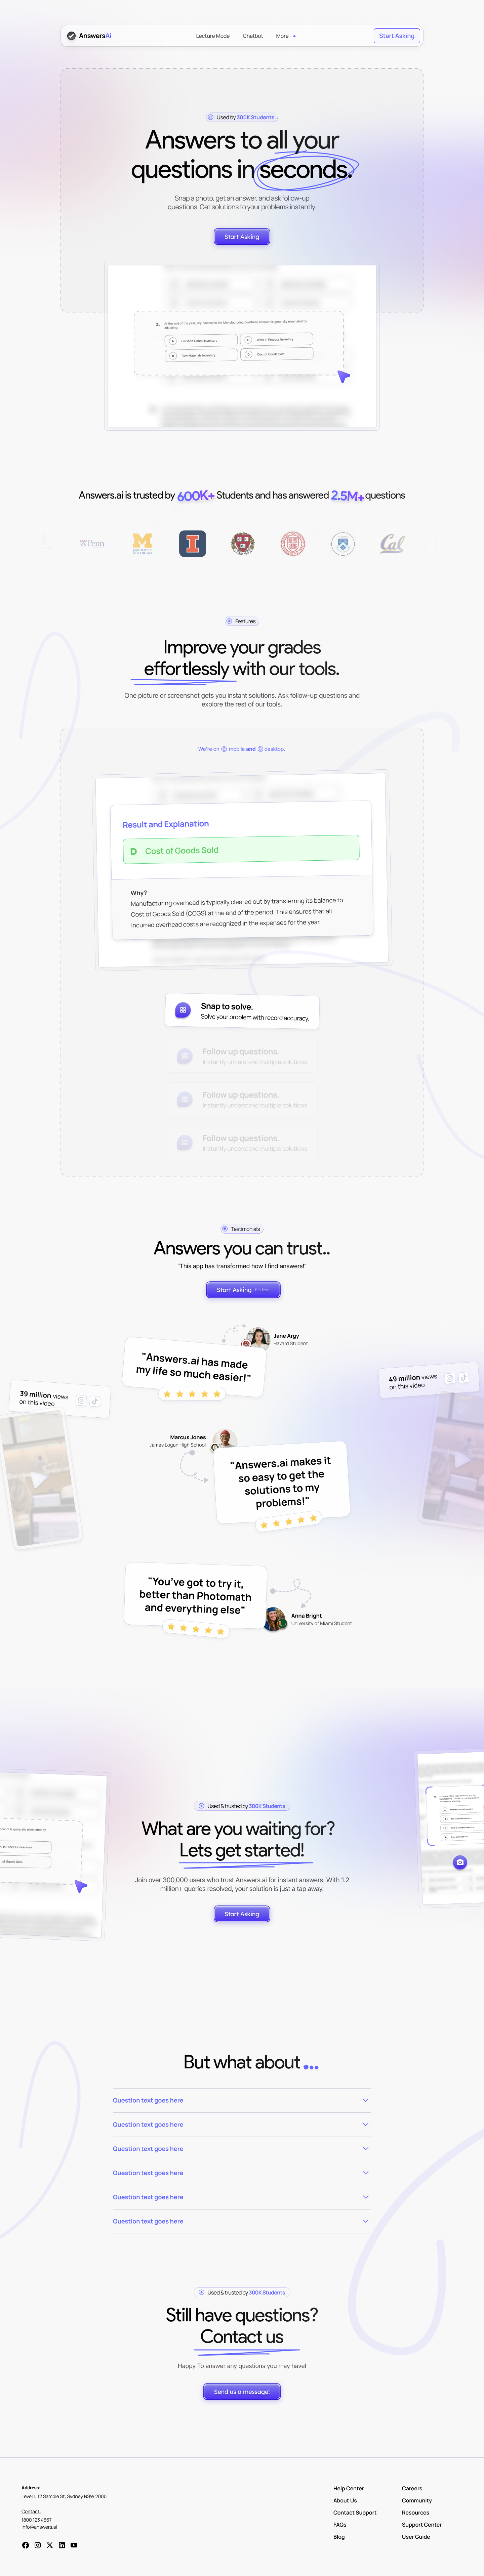 AnswersAi
Lecture Mode
Chatbot
More
Start Asking
Used by 300K Students
Answers to all your
questions in seconds.
Snap a photo, get an answer, and ask follow-up
questions. Get solutions to your problems instantly.
Start Asking
2. At the end of the year, any balance in the Manufacturing Overhead account is generally eliminated by
adjusting:
A Finished Goods Inventory
C Work in Process Inventory
B Raw Materials Inventory
D Cost of Goods Sold
Answers.ai is trusted by 600K+ Students and has answered 2.5M+ questions
Penn
Cal
Features
Improve your grades
effortlessly with our tools.
One picture or screenshot gets you instant solutions. Ask follow-up questions and
explore the rest of our tools.
We're on mobile and desktop.
Result and Explanation
D Cost of Goods Sold
Why?
Manufacturing overhead is typically cleared out by transferring its balance to
Cost of Goods Sold (COGS) at the end of the period. This ensures that all
incurred overhead costs are recognized in the expenses for the year.
Snap to solve.
Solve your problem with record accuracy.
Follow up questions.
Instantly understand multiple solutions
Follow up questions.
Instantly understand multiple solutions
Follow up questions.
Instantly understand multiple solutions
Testimonials
Answers you can trust..
"This app has transformed how I find answers!"
Start Asking It's free
Jane Argy
Havard Student
"Answers.ai has made
my life so much easier!"
39 million views
on this video
49 million views
on this video
Marcus Jones
James Logan High School
"Answers.ai makes it
so easy to get the
solutions to my
problems!"
"You've got to try it,
better than Photomath
and everything else"
Anna Bright
University of Miami Student
Used & trusted by 300K Students
What are you waiting for?
Lets get started!
Join over 300,000 users who trust Answers.ai for instant answers. With 1.2
million+ queries resolved, your solution is just a tap away.
Start Asking
But what about ...
Question text goes here
Question text goes here
Question text goes here
Question text goes here
Question text goes here
Question text goes here
Used & trusted by 300K Students
Still have questions?
Contact us
Happy To answer any questions you may have!
Send us a message!
Address:
Level 1, 12 Sample St, Sydney NSW 2000
Contact:
1800 123 4567
info@answers.ai
Help Center
About Us
Contact Support
FAQs
Blog
Careers
Community
Resources
Support Center
User Guide